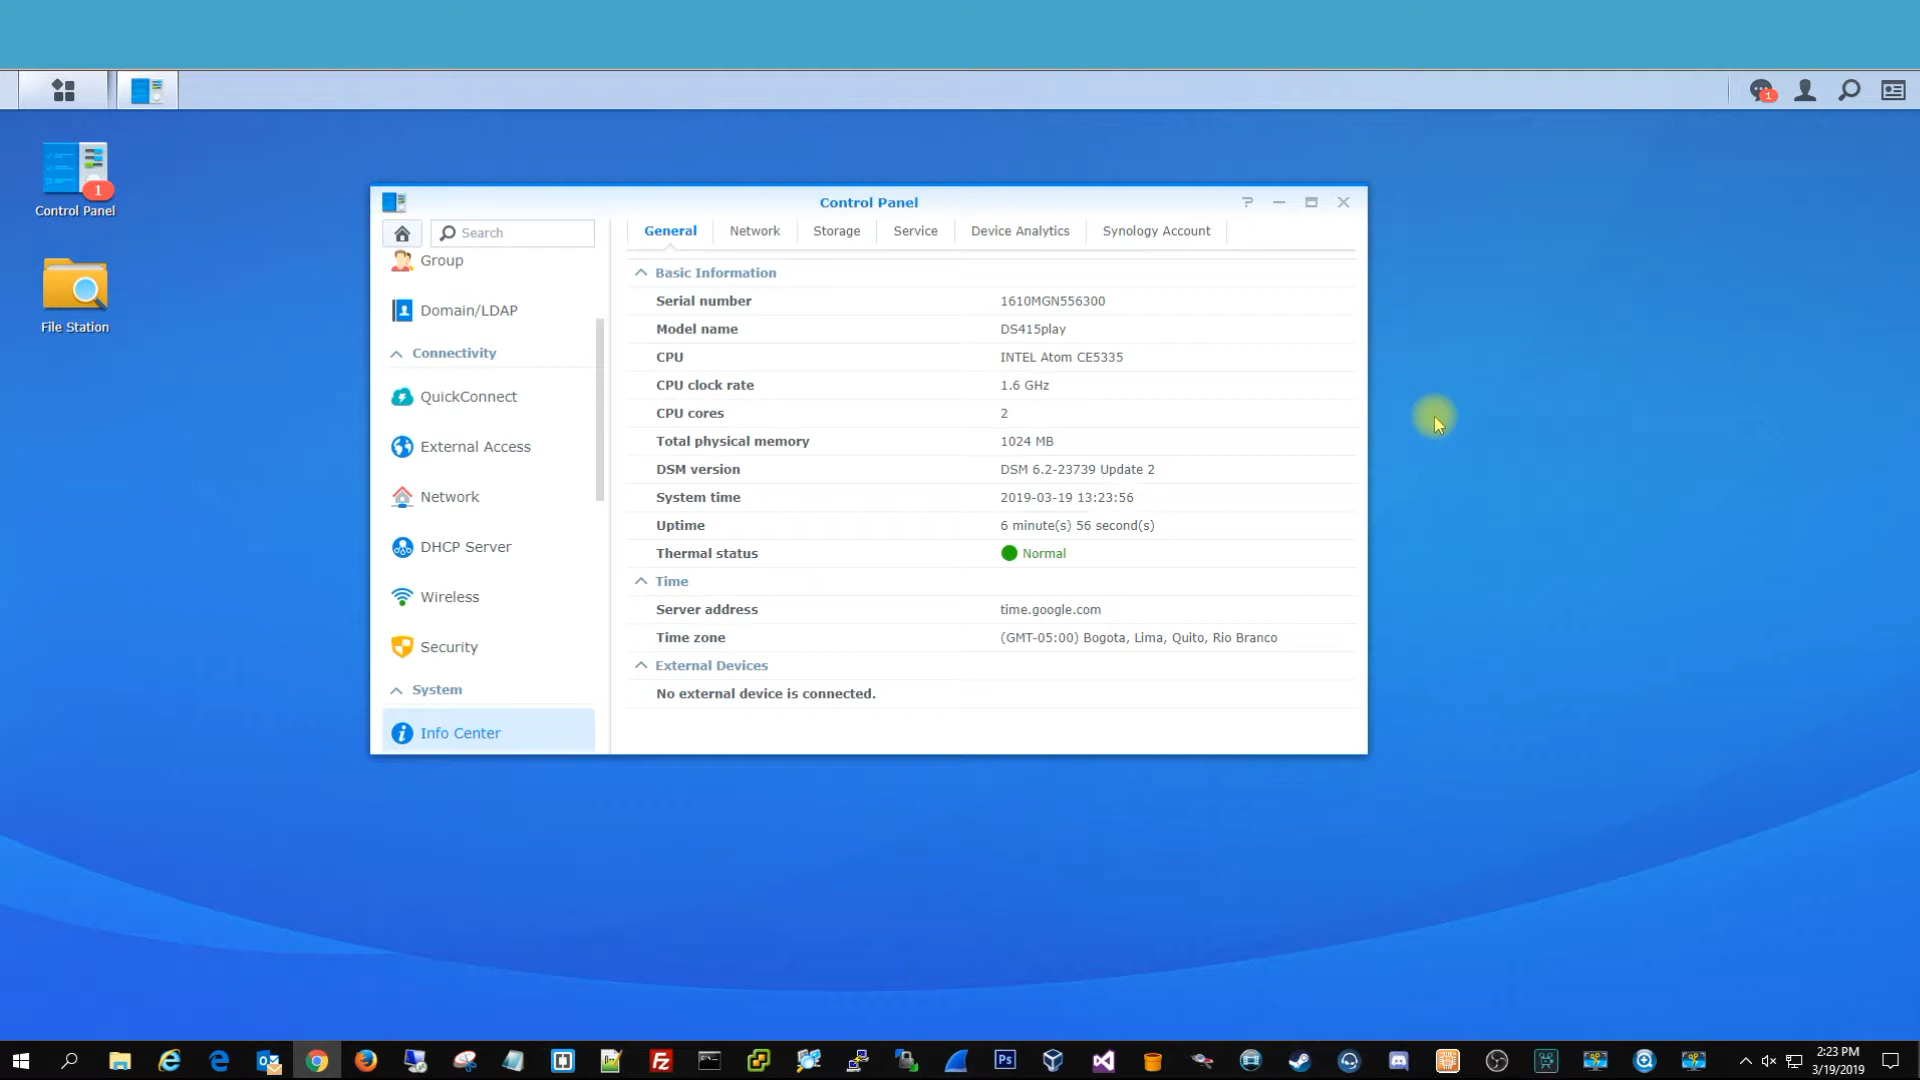 1
Control Panel
1
Control Panel
File Station
Search
Group
Domain/LDAP
Connectivity
QuickConnect
External Access
Network
DHCP Server
Wireless
Security
System
Info Center
General Network Storage Service Device Analytics Synology Account
Basic Information
Serial number 1610MGN556300
Model name DS415play
CPU INTEL Atom CE5335
CPU clock rate 1.6 GHz
CPU cores 2
Total physical memory 1024 MB
DSM version DSM 6.2-23739 Update 2
System time 2019-03-19 13:23:56
Uptime 6 minute(s) 56 second(s)
Thermal status Normal
Time
Server address time.google.com
Time zone (GMT-05:00) Bogota, Lima, Quito, Rio Branco
External Devices
No external device is connected.
Ps
2:23 PM
3/19/2019